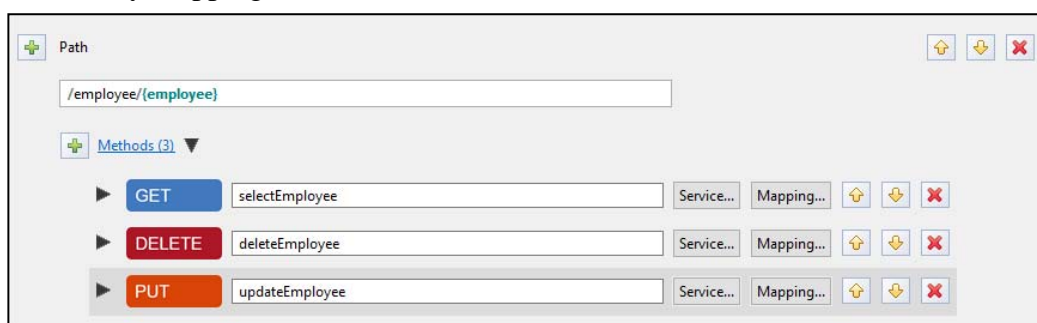 Path
/employee/{employee}
Methods (3)
GET selectEmployee Service... Mapping...
DELETE deleteEmployee Service... Mapping...
PUT updateEmployee Service... Mapping...